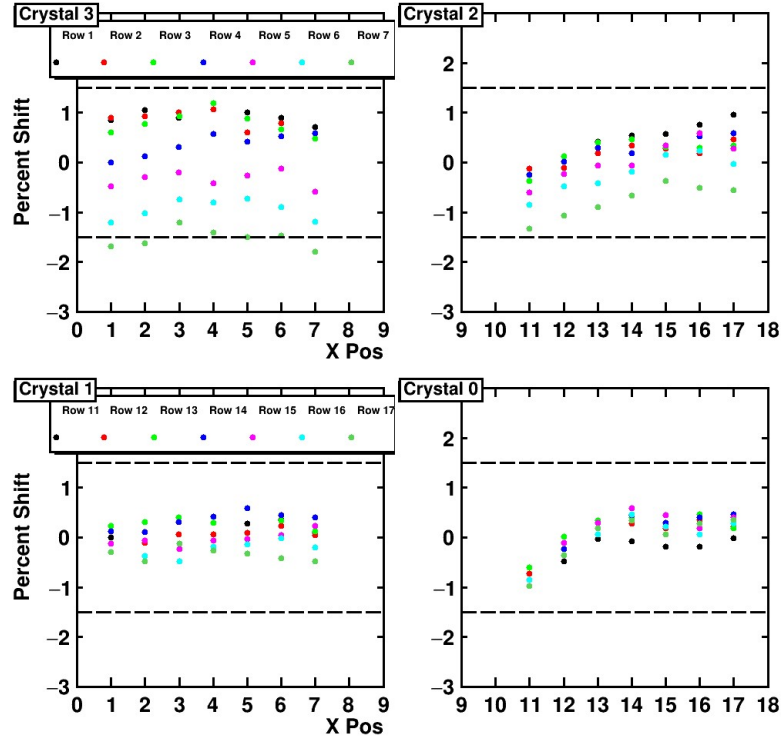 Crystal 3
Crystal 2
Row 1 Row 2 Row 3 Row 4 Row 5 Row 6 Row 7
Percent Shift
1
0
−1
−2
−3
0 1 2 3 4 5 6 7 8 9
X Pos
2
1
0
−1
−2
−3
9 10 11 12 13 14 15 16 17 18
Crystal 1
Crystal 0
Row 11 Row 12 Row 13 Row 14 Row 15 Row 16 Row 17
Percent Shift
1
0
−1
−2
−3
0 1 2 3 4 5 6 7 8 9
X Pos
2
1
0
−1
−2
−3
9 10 11 12 13 14 15 16 17 18